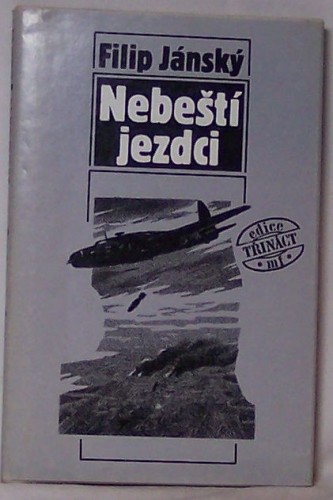 Filip Jánský
Nebeští
jezdci
edice
TŘINÁCT
mf